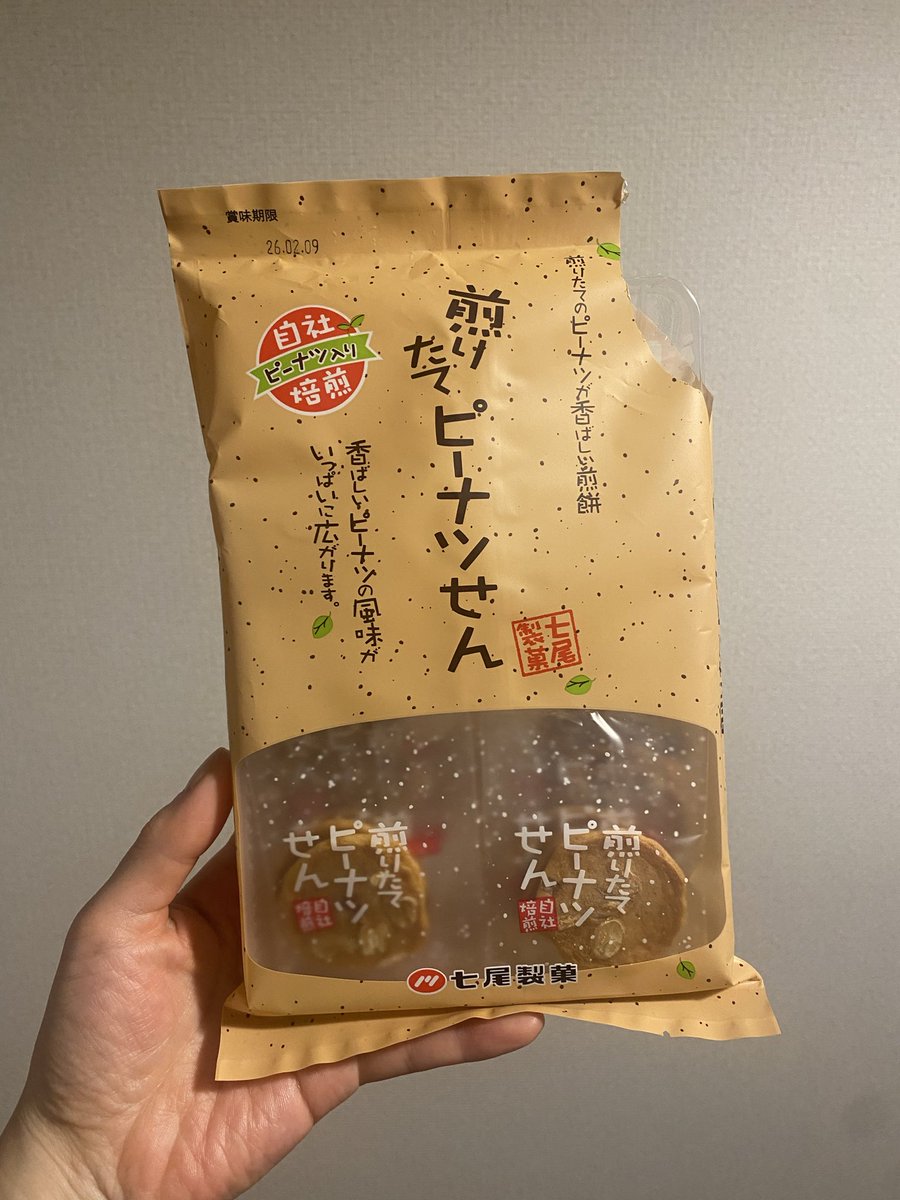 賞味期限
26.02.09
煎りたてのピーナツが香ばしい煎餅
煎りたて
ピーナツせん
自社
ピーナツ入り
焙煎
香ばしいピーナツの風味が
いっぱいに広がります。
七尾
製菓
煎りたて
ピーナツ
せん
自社
焙煎
煎りたて
ピーナツ
せん
自社
焙煎
七尾製菓